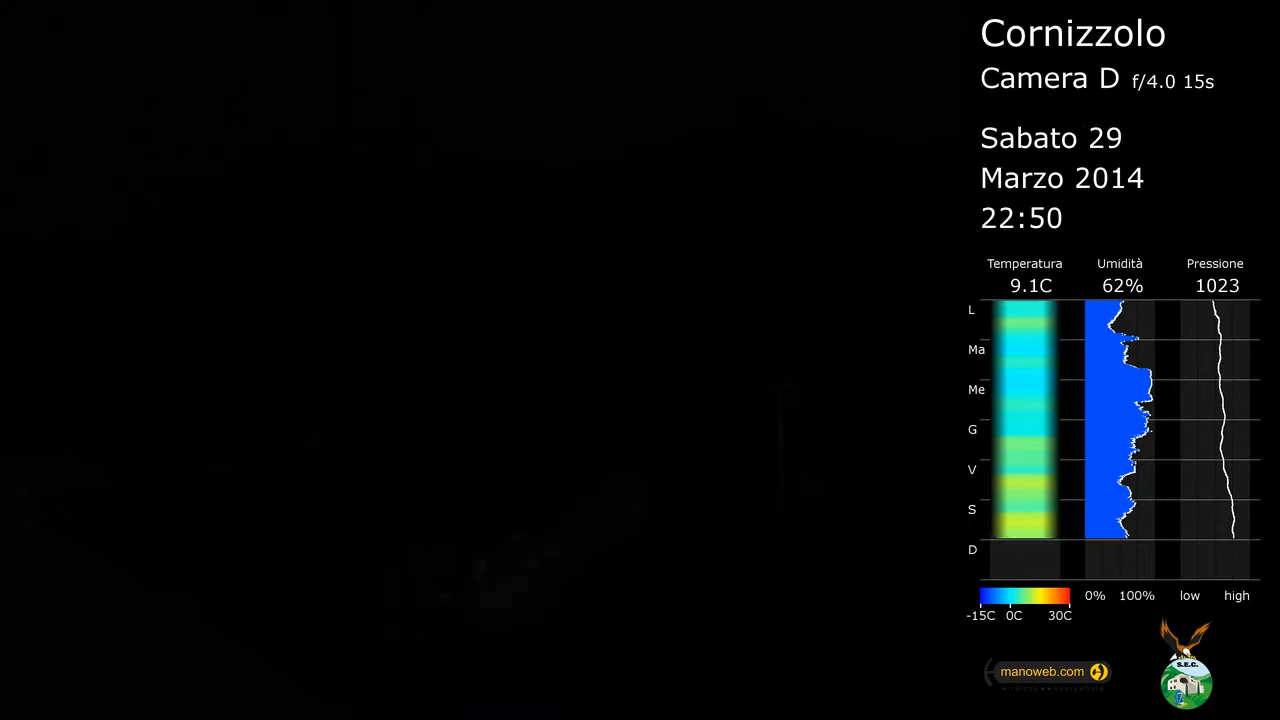 Cornizzolo
Camera D f/4.0 15s
Sabato 29
Marzo 2014
22:50
Temperatura Umidità Pressione
9.1C 62% 1023
L
Ma
Me
G
V
S
D
0% 100% low high
-15C 0C 30C
S.E.C.
manoweb.com